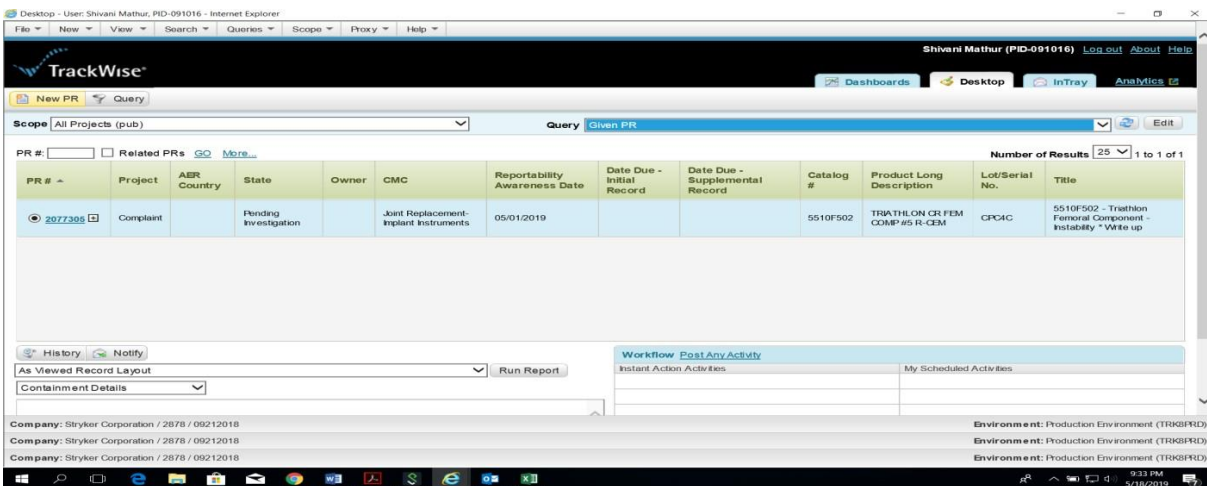 Desktop - User: Shivani Mathur, PID-091016 - Internet Explorer
File New View Search Queries Scope Proxy Help
Shivani Mathur (PID-091016) Log out About Help
TrackWise
Dashboards Desktop InTray Analytics
New PR Query
Scope All Projects (pub) Query Given PR Edit
PR #: Related PRs GO More... Number of Results 25 1 to 1 of 1
PR # Project AER Country State Owner CMC Reportability Awareness Date Date Due - Initial Record Date Due - Supplemental Record Catalog # Product Long Description Lot/Serial No. Title
2077305 Complaint Pending Investigation Joint Replacement-Implant Instruments 05/01/2019 5510F502 TRIATHLON CR FEM COMP #5 R-CEM CPC4C 5510F502 - Triathlon Femoral Component - Instability * Write up
History Notify
Workflow Post Any Activity
As Viewed Record Layout Run Report Instant Action Activities My Scheduled Activities
Containment Details
Company: Stryker Corporation / 2878 / 09212018 Environment: Production Environment (TRK8PRD)
Company: Stryker Corporation / 2878 / 09212018 Environment: Production Environment (TRK8PRD)
Company: Stryker Corporation / 2878 / 09212018 Environment: Production Environment (TRK8PRD)
9:33 PM
5/18/2019